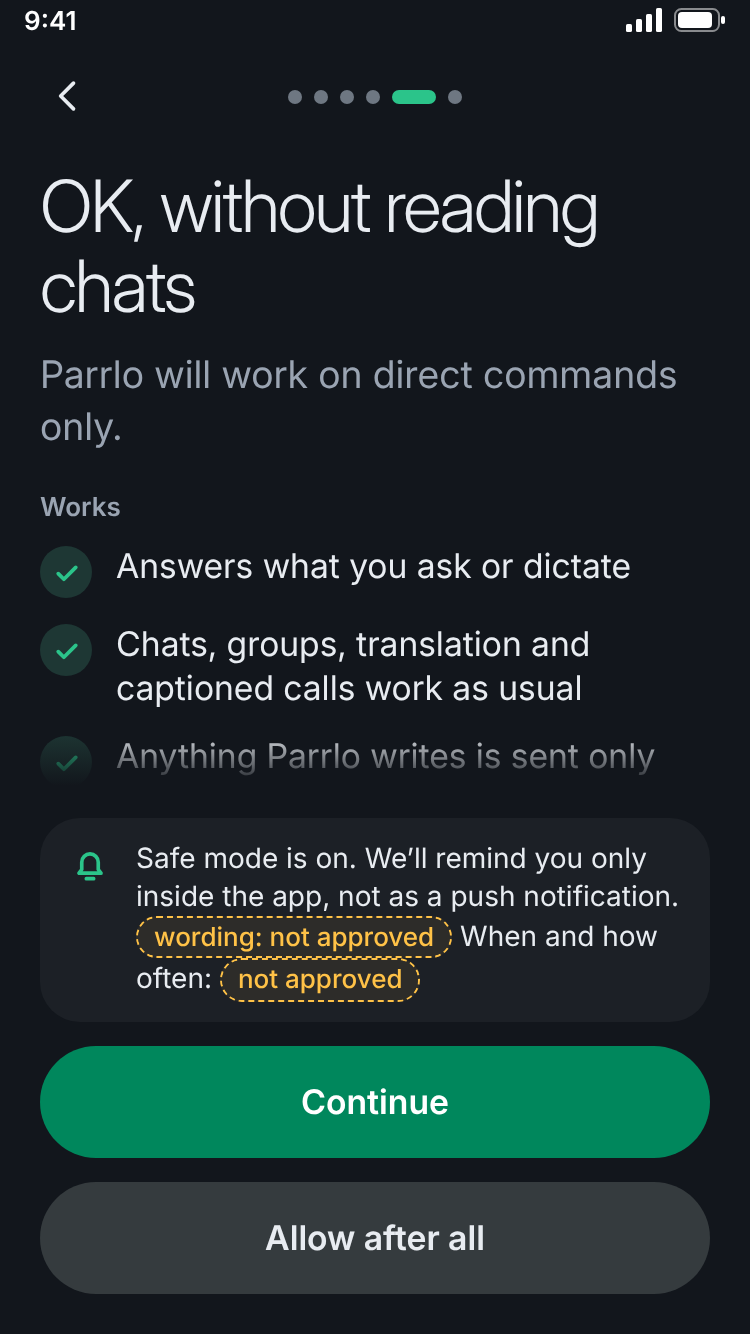 9:41
OK, without reading
chats
Parrlo will work on direct commands
only.
Works
Answers what you ask or dictate
Chats, groups, translation and
captioned calls work as usual
Anything Parrlo writes is sent only
Safe mode is on. We’ll remind you only
inside the app, not as a push notification.
wording: not approved When and how
often: not approved
Continue
Allow after all